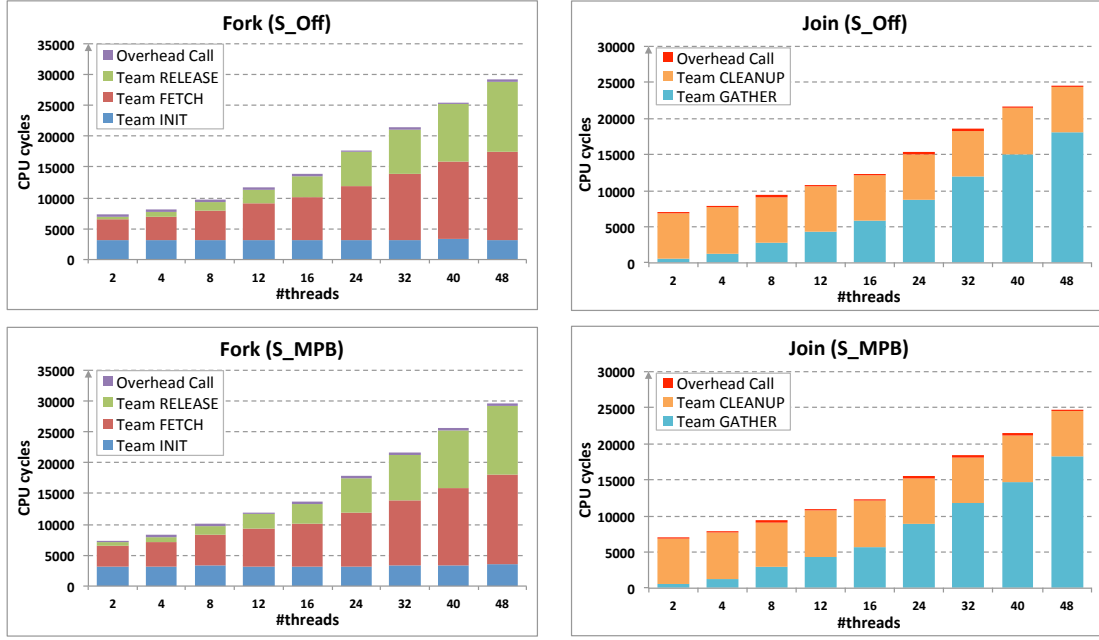 Fork (S_Off)
35000
30000
25000
20000
15000
10000
5000
0
CPU cycles
Overhead Call
Team RELEASE
Team FETCH
Team INIT
2 4 8 12 16 24 32 40 48
#threads
Join (S_Off)
30000
25000
20000
15000
10000
5000
0
CPU cycles
Overhead Call
Team CLEANUP
Team GATHER
2 4 8 12 16 24 32 40 48
#threads
Fork (S_MPB)
35000
30000
25000
20000
15000
10000
5000
0
CPU cycles
Overhead Call
Team RELEASE
Team FETCH
Team INIT
2 4 8 12 16 24 32 40 48
#threads
Join (S_MPB)
30000
25000
20000
15000
10000
5000
0
CPU cycles
Overhead Call
Team CLEANUP
Team GATHER
2 4 8 12 16 24 32 40 48
#threads